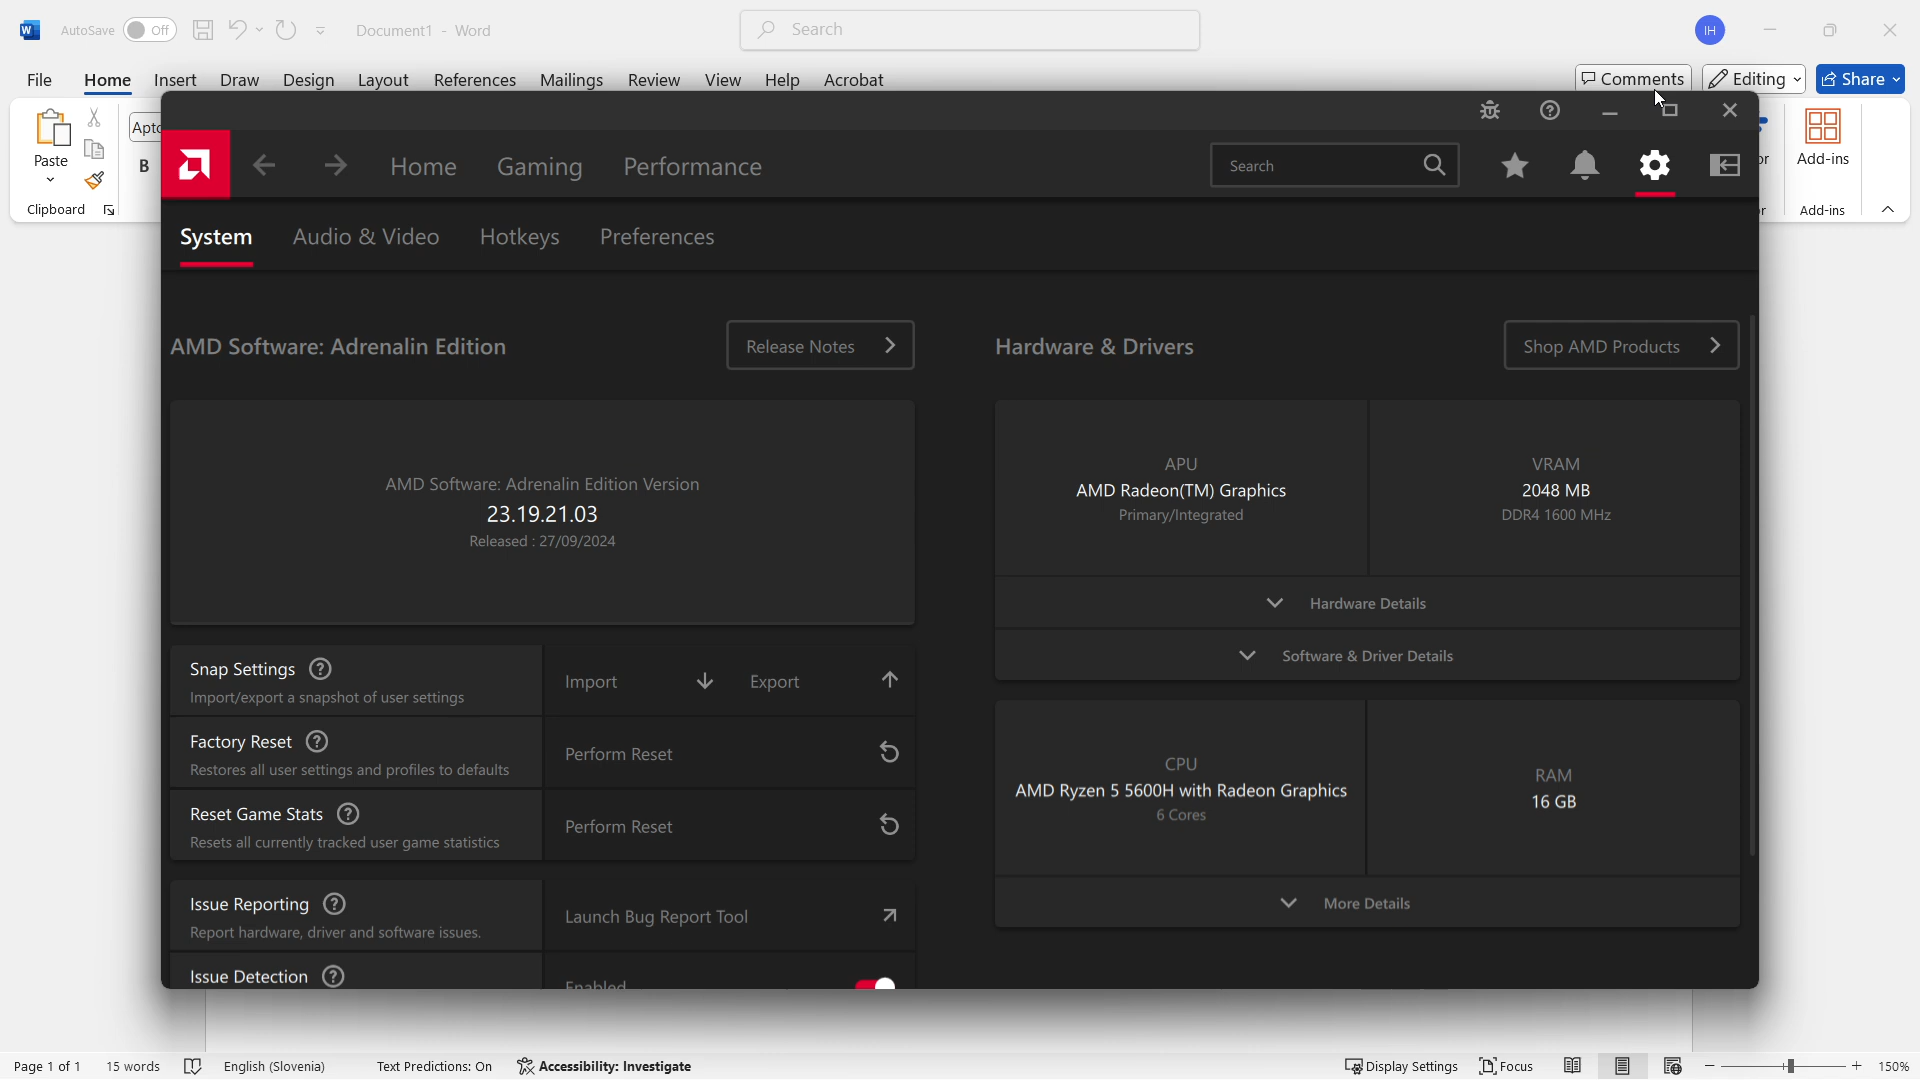 AutoSave Off Document1 - Word Search IH
File Home Insert Draw Design Layout References Mailings Review View Help Acrobat Comments Editing Share
Paste
B
Clipboard
Add-ins
Add-ins
Home Gaming Performance Search
System Audio & Video Hotkeys Preferences
AMD Software: Adrenalin Edition Release Notes
AMD Software: Adrenalin Edition Version
23.19.21.03
Released : 27/09/2024
Snap Settings
Import/export a snapshot of user settings
Import Export
Factory Reset
Restores all user settings and profiles to defaults
Perform Reset
Reset Game Stats
Resets all currently tracked user game statistics
Perform Reset
Issue Reporting
Report hardware, driver and software issues.
Launch Bug Report Tool
Issue Detection
Enabled
Hardware & Drivers Shop AMD Products
APU
AMD Radeon(TM) Graphics
Primary/Integrated
VRAM
2048 MB
DDR4 1600 MHz
Hardware Details
Software & Driver Details
CPU
AMD Ryzen 5 5600H with Radeon Graphics
6 Cores
RAM
16 GB
More Details
Page 1 of 1 15 words English (Slovenia) Text Predictions: On Accessibility: Investigate Display Settings Focus 150%